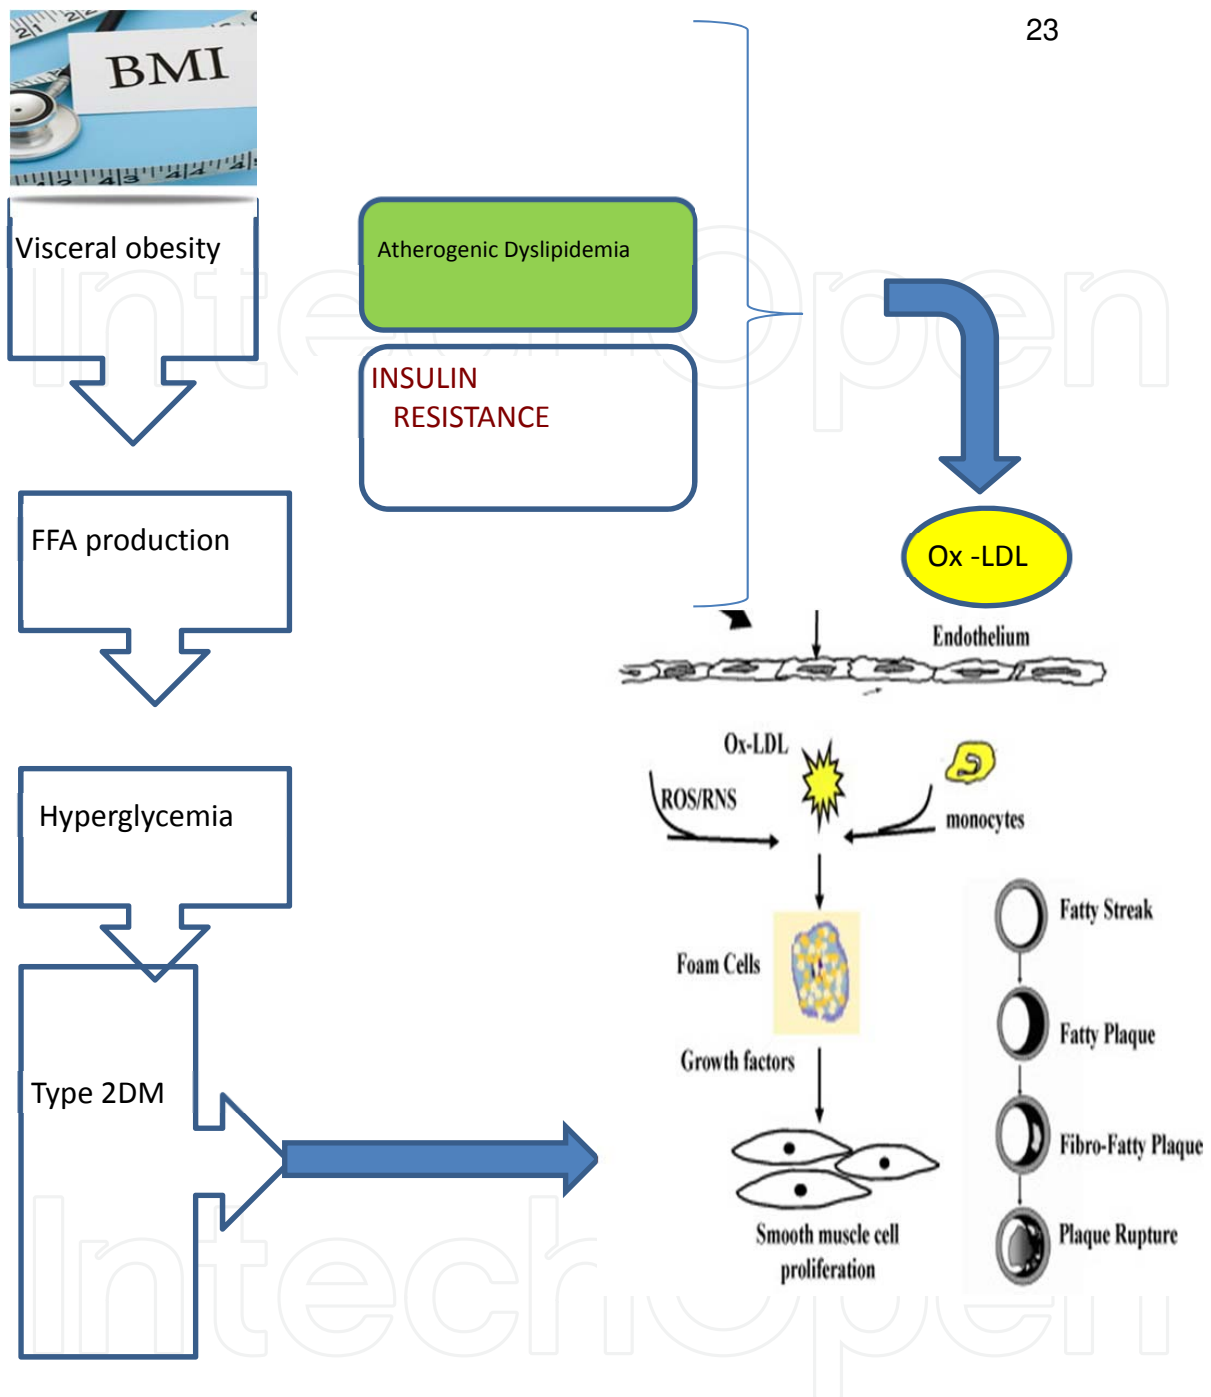 23
BMI
Visceral obesity
Atherogenic Dyslipidemia
INSULIN
RESISTANCE
FFA production
Ox -LDL
Endothelium
Ox-LDL
ROS/RNS
monocytes
Hyperglycemia
Fatty Streak
Foam Cells
Fatty Plaque
Growth factors
Type 2DM
Fibro-Fatty Plaque
Smooth muscle cell
proliferation
Plaque Rupture
IntechOpen
IntechOpen